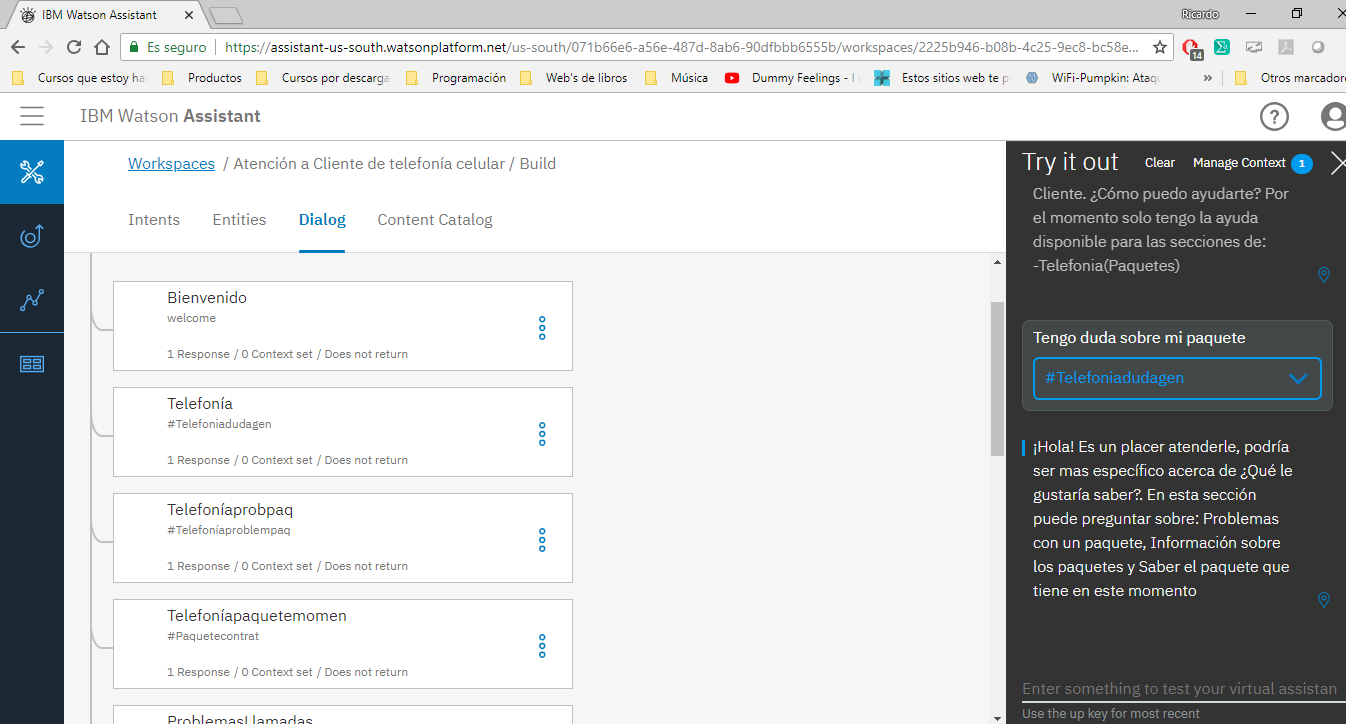 IBM Watson Assistant
Ricardo
Es seguro
https://assistant-us-south.watsonplatform.net/us-south/071b66e6-a56e-487d-8ab6-90dfbbb6555b/workspaces/2225b946-b08b-4c25-9ec8-bc58e...
14
Cursos que estoy ha
Productos
Cursos por descarga
Programación
Web's de libros
Música
Dummy Feelings - I
Estos sitios web te p
WiFi-Pumpkin: Ataq
»
Otros marcador
IBM Watson Assistant
Workspaces / Atención a Cliente de telefonía celular / Build
Intents
Entities
Dialog
Content Catalog
Bienvenido
welcome
1 Response / 0 Context set / Does not return
Telefonía
#Telefoniadudagen
1 Response / 0 Context set / Does not return
Telefoníaprobpaq
#Telefoníaproblempaq
1 Response / 0 Context set / Does not return
Telefoníapaquetemomen
#Paquetecontrat
1 Response / 0 Context set / Does not return
ProblemasLlamadas
Try it out
Clear
Manage Context 1
Cliente. ¿Cómo puedo ayudarte? Por
el momento solo tengo la ayuda
disponible para las secciones de:
-Telefonia(Paquetes)
Tengo duda sobre mi paquete
#Telefoniadudagen
¡Hola! Es un placer atenderle, podría
ser mas específico acerca de ¿Qué le
gustaría saber?. En esta sección
puede preguntar sobre: Problemas
con un paquete, Información sobre
los paquetes y Saber el paquete que
tiene en este momento
Enter something to test your virtual assistan
Use the up key for most recent